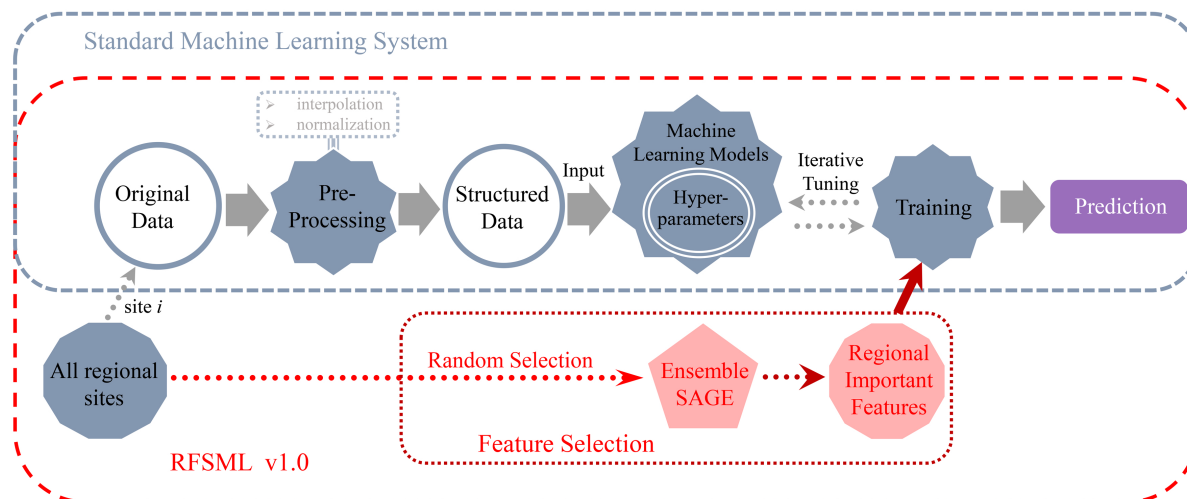 Standard Machine Learning System
➢ interpolation
➢ normalization
Original
Data
Pre-
Processing
Structured
Data
Input
Machine
Learning Models
Hyper-
parameters
Iterative
Tuning
Training
Prediction
site i
All regional
sites
Random Selection
Ensemble
SAGE
Regional
Important
Features
Feature Selection
RFSML v1.0